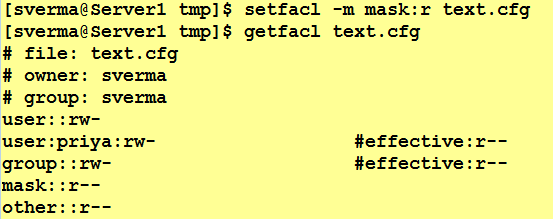 [sverma@Server1 tmp]$ setfacl -m mask:r text.cfg
[sverma@Server1 tmp]$ getfacl text.cfg
# file: text.cfg
# owner: sverma
# group: sverma
user::rw-
user:priya:rw- #effective:r--
group::rw- #effective:r--
mask::r--
other::r--